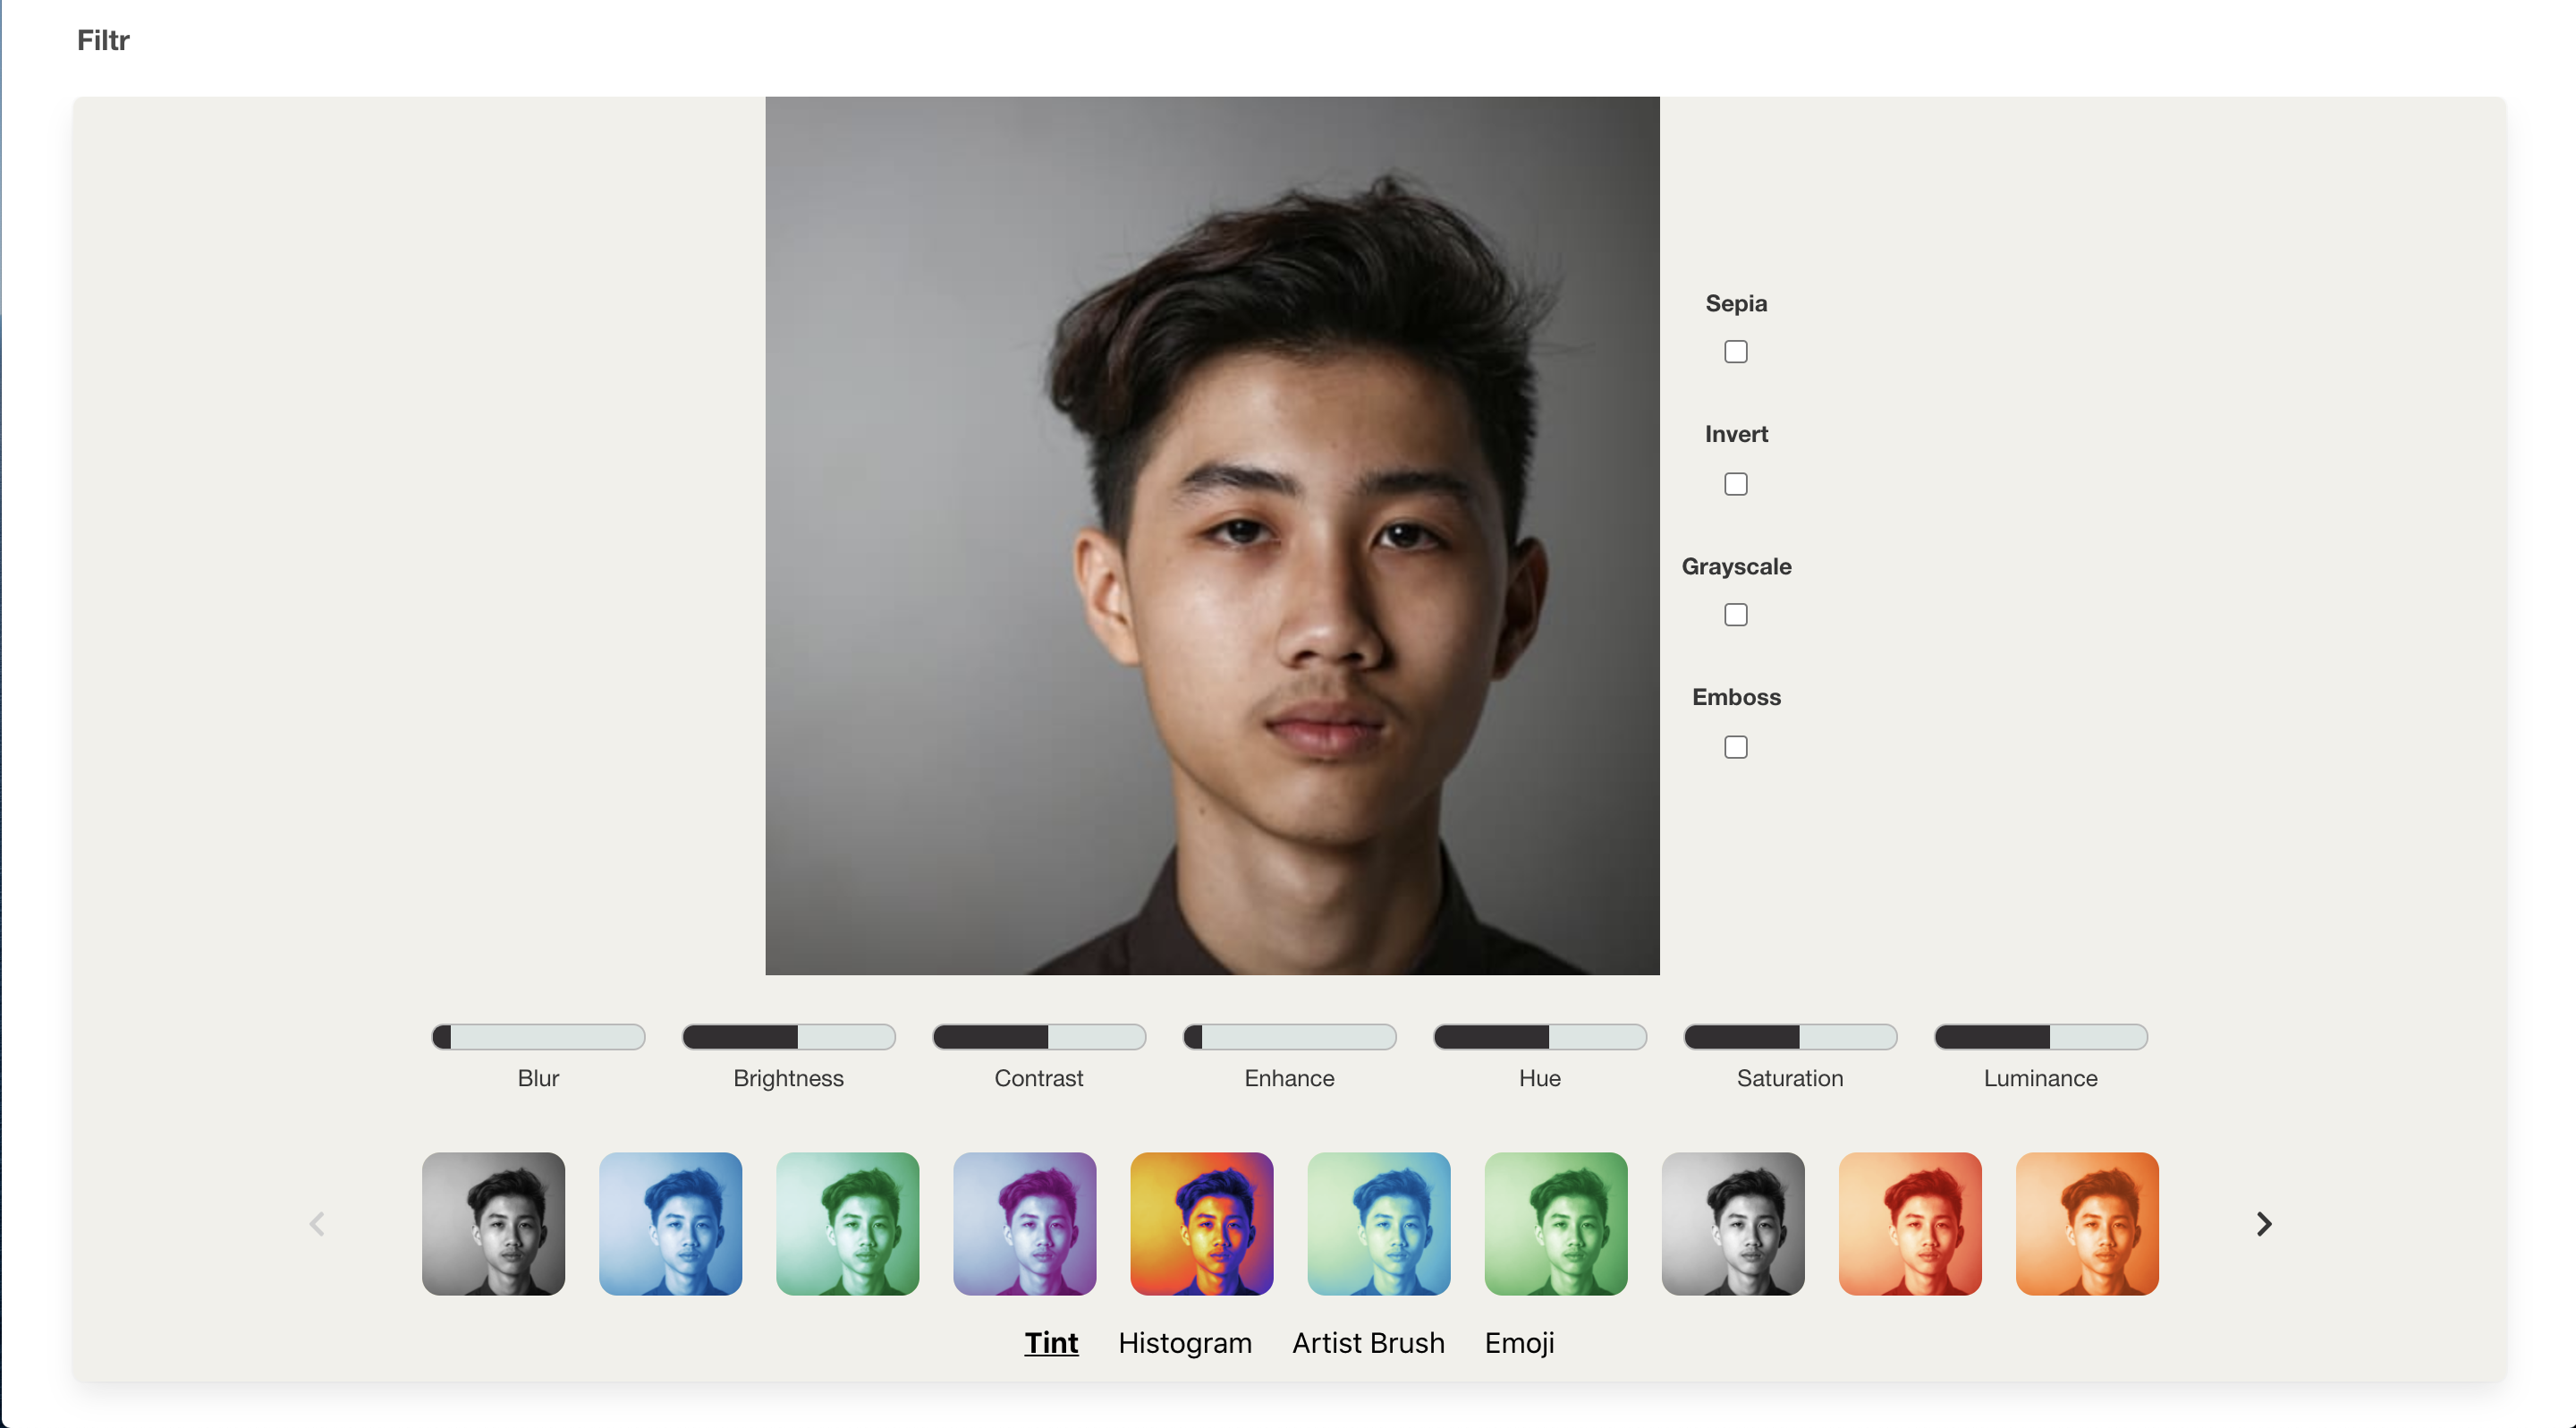 Filtr
Sepia
Invert
Grayscale
Emboss
Blur Brightness Contrast Enhance Hue Saturation Luminance
Tint Histogram Artist Brush Emoji